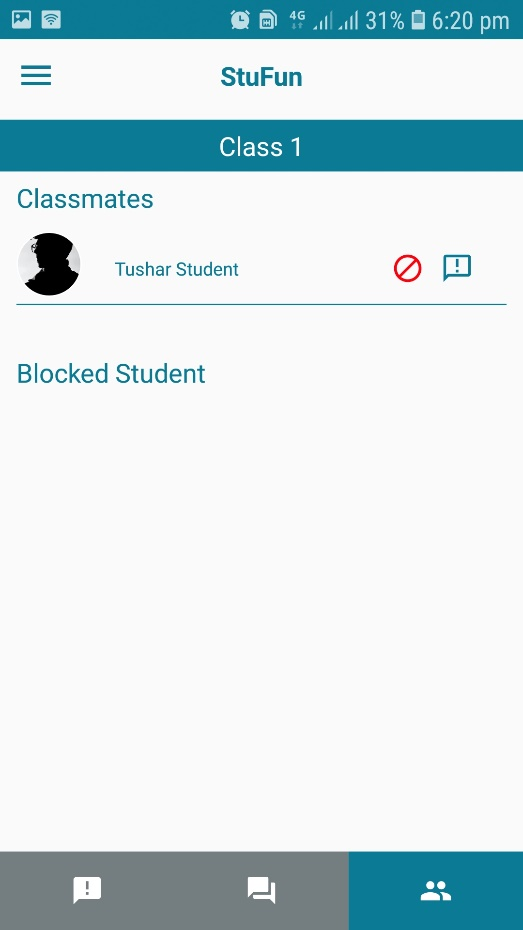 4G 31% 6:20 pm
StuFun
Class 1
Classmates
Tushar Student
Blocked Student